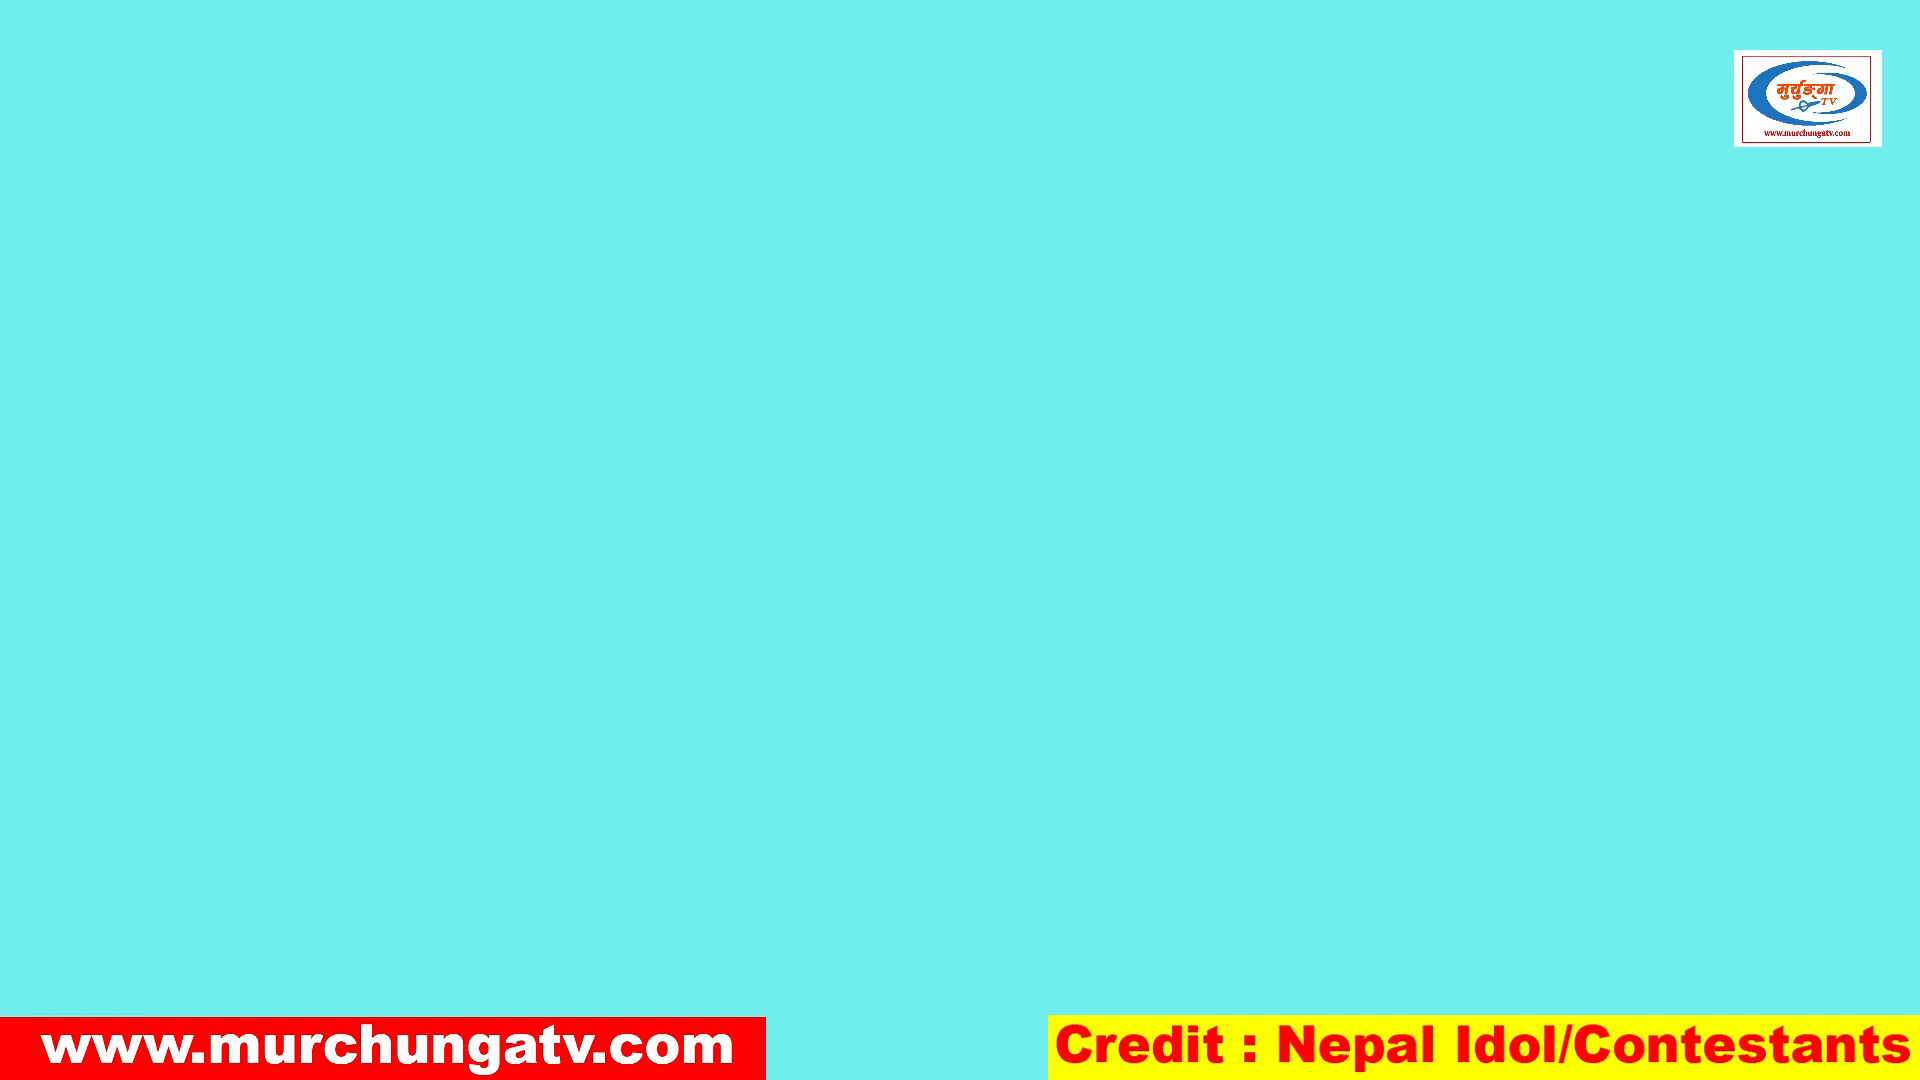 मुर्चुङ्गा
TV
www.murchungatv.com
www.murchungatv.com
Credit : Nepal Idol/Contestants